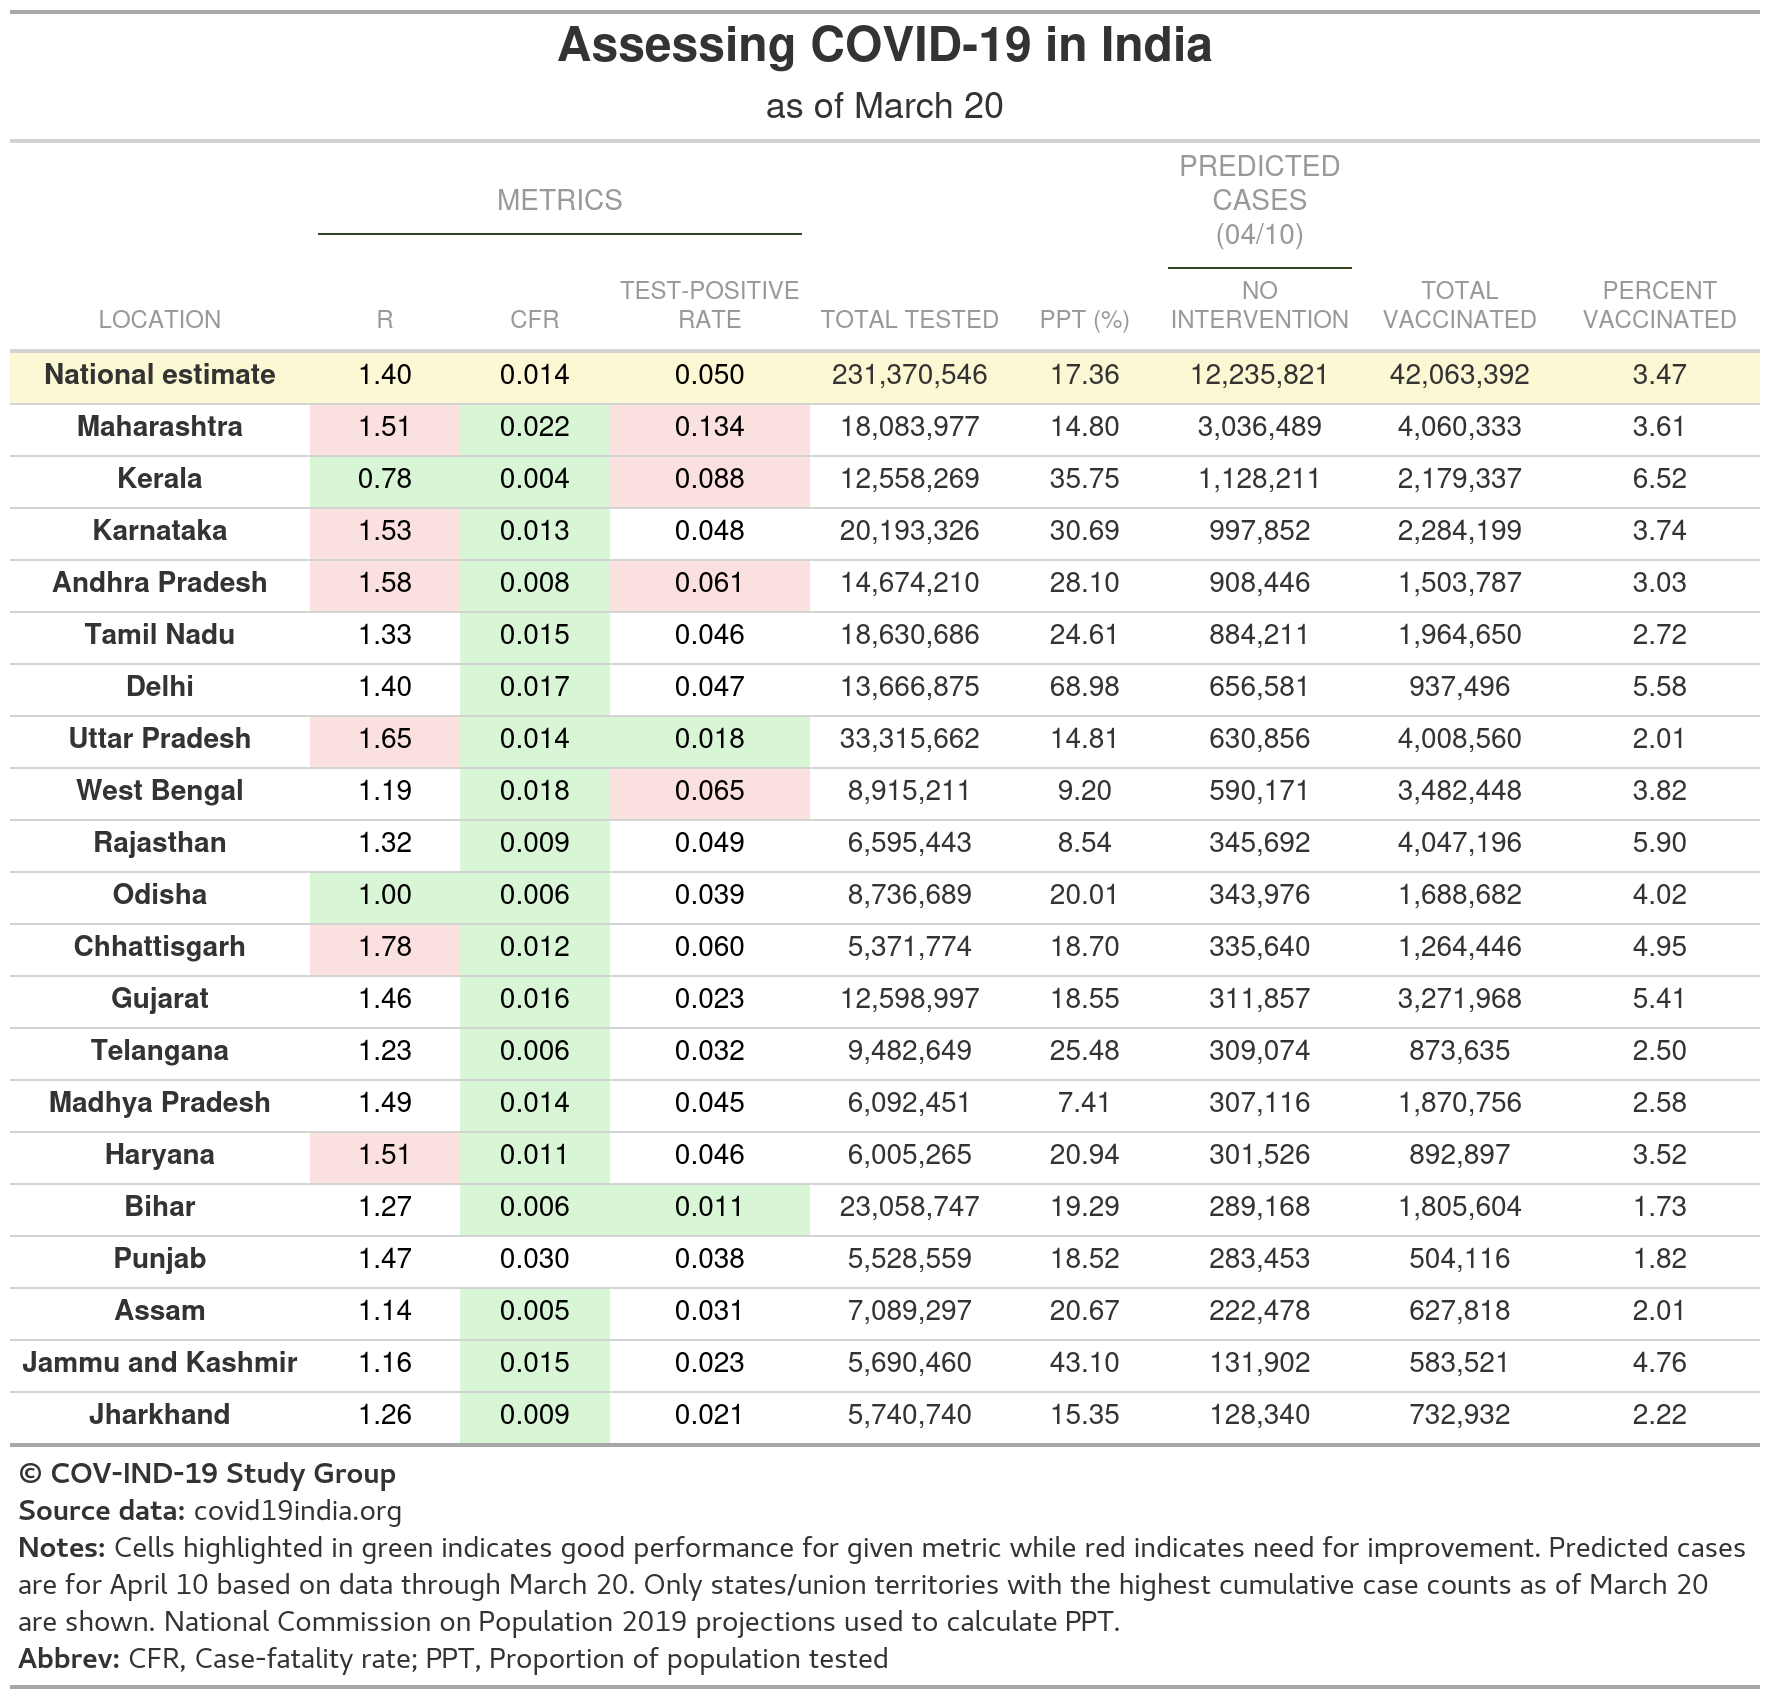 Assessing COVID-19 in India
as of March 20
METRICS
PREDICTED
CASES
(04/10)
LOCATION R CFR TEST-POSITIVE RATE TOTAL TESTED PPT (%) NO INTERVENTION TOTAL VACCINATED PERCENT VACCINATED
National estimate 1.40 0.014 0.050 231,370,546 17.36 12,235,821 42,063,392 3.47
Maharashtra 1.51 0.022 0.134 18,083,977 14.80 3,036,489 4,060,333 3.61
Kerala 0.78 0.004 0.088 12,558,269 35.75 1,128,211 2,179,337 6.52
Karnataka 1.53 0.013 0.048 20,193,326 30.69 997,852 2,284,199 3.74
Andhra Pradesh 1.58 0.008 0.061 14,674,210 28.10 908,446 1,503,787 3.03
Tamil Nadu 1.33 0.015 0.046 18,630,686 24.61 884,211 1,964,650 2.72
Delhi 1.40 0.017 0.047 13,666,875 68.98 656,581 937,496 5.58
Uttar Pradesh 1.65 0.014 0.018 33,315,662 14.81 630,856 4,008,560 2.01
West Bengal 1.19 0.018 0.065 8,915,211 9.20 590,171 3,482,448 3.82
Rajasthan 1.32 0.009 0.049 6,595,443 8.54 345,692 4,047,196 5.90
Odisha 1.00 0.006 0.039 8,736,689 20.01 343,976 1,688,682 4.02
Chhattisgarh 1.78 0.012 0.060 5,371,774 18.70 335,640 1,264,446 4.95
Gujarat 1.46 0.016 0.023 12,598,997 18.55 311,857 3,271,968 5.41
Telangana 1.23 0.006 0.032 9,482,649 25.48 309,074 873,635 2.50
Madhya Pradesh 1.49 0.014 0.045 6,092,451 7.41 307,116 1,870,756 2.58
Haryana 1.51 0.011 0.046 6,005,265 20.94 301,526 892,897 3.52
Bihar 1.27 0.006 0.011 23,058,747 19.29 289,168 1,805,604 1.73
Punjab 1.47 0.030 0.038 5,528,559 18.52 283,453 504,116 1.82
Assam 1.14 0.005 0.031 7,089,297 20.67 222,478 627,818 2.01
Jammu and Kashmir 1.16 0.015 0.023 5,690,460 43.10 131,902 583,521 4.76
Jharkhand 1.26 0.009 0.021 5,740,740 15.35 128,340 732,932 2.22
© COV-IND-19 Study Group
Source data: covid19india.org
Notes: Cells highlighted in green indicates good performance for given metric while red indicates need for improvement. Predicted cases
are for April 10 based on data through March 20. Only states/union territories with the highest cumulative case counts as of March 20
are shown. National Commission on Population 2019 projections used to calculate PPT.
Abbrev: CFR, Case-fatality rate; PPT, Proportion of population tested